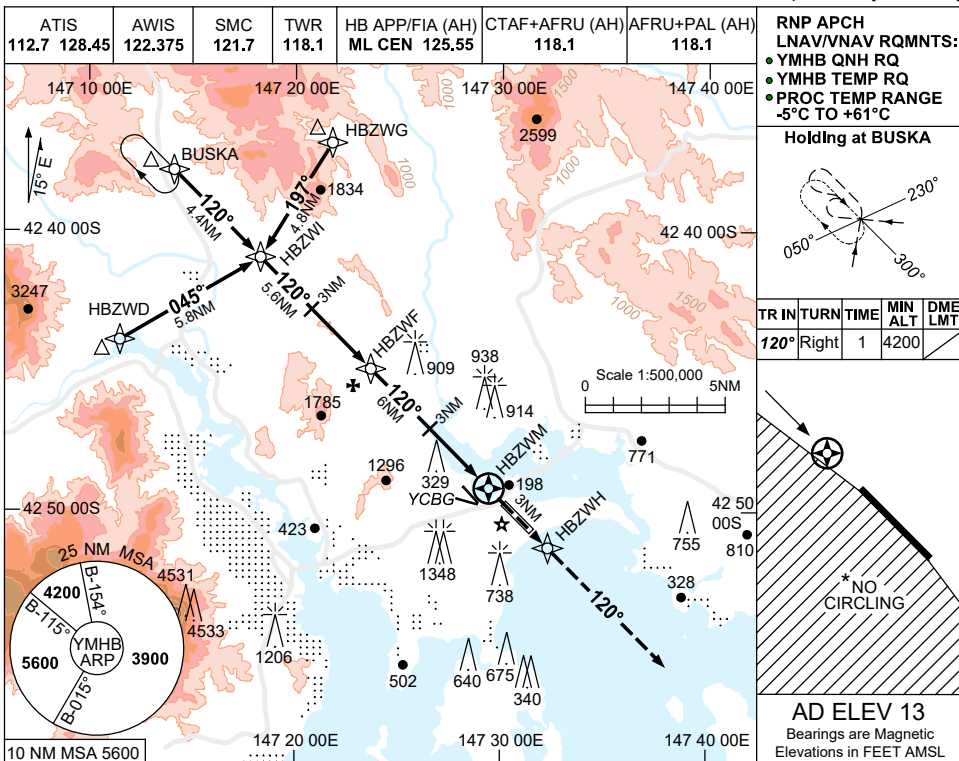 ATIS
112.7 128.45
AWIS
122.375
SMC
121.7
TWR
118.1
HB APP/FIA (AH)
ML CEN 125.55
CTAF+AFRU (AH)
118.1
AFRU+PAL (AH)
118.1
RNP APCH
LNAV/VNAV RQMNTS:
YMHB QNH RQ
YMHB TEMP RQ
PROC TEMP RANGE
-5°C TO +61°C
147 10 00E
147 20 00E
147 30 00E
147 40 00E
1000
1500
1000
2599
1000
HBZWG
BUSKA
15° E
1834
197°
4.8NM
120°
4.4NM
42 40 00S
42 40 00S
HBZWI
3247
045°
5.8NM
HBZWD
120°
5.6NM
3NM
1000
1500
HBZWF
909
938
914
Scale 1:500,000
0
5NM
1785
120°
6NM
3NM
771
1296
329
YCBG
HBZWM
198
3NM
HBZWH
42 50 00S
42 50
00S
423
755
810
1348
738
328
120°
25 NM MSA
4531
4533
1206
4200
B-154°
B-115°
5600
YMHB
ARP
3900
B-015°
502
640
675
340
10 NM MSA 5600
147 20 00E
147 30 00E
147 40 00E
Holding at BUSKA
230°
050°
300°
TR IN
TURN
TIME
MIN
ALT
DME
LMT
120°
Right
1
4200
*NO
CIRCLING
AD ELEV 13
Bearings are Magnetic
Elevations in FEET AMSL